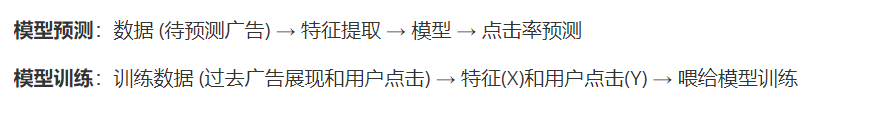 模型预测：数据 (待预测广告) → 特征提取 → 模型 → 点击率预测
模型训练：训练数据 (过去广告展现和用户点击) → 特征(X)和用户点击(Y) → 喂给模型训练